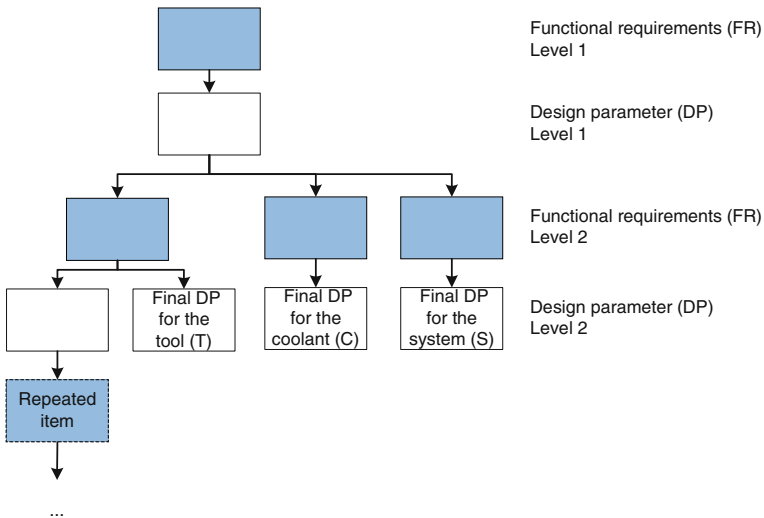 Functional requirements (FR)
Level 1
Design parameter (DP)
Level 1
Functional requirements (FR)
Level 2
Final DP
for the
tool (T)
Final DP
for the
coolant (C)
Final DP
for the
system (S)
Design parameter (DP)
Level 2
Repeated
item
...